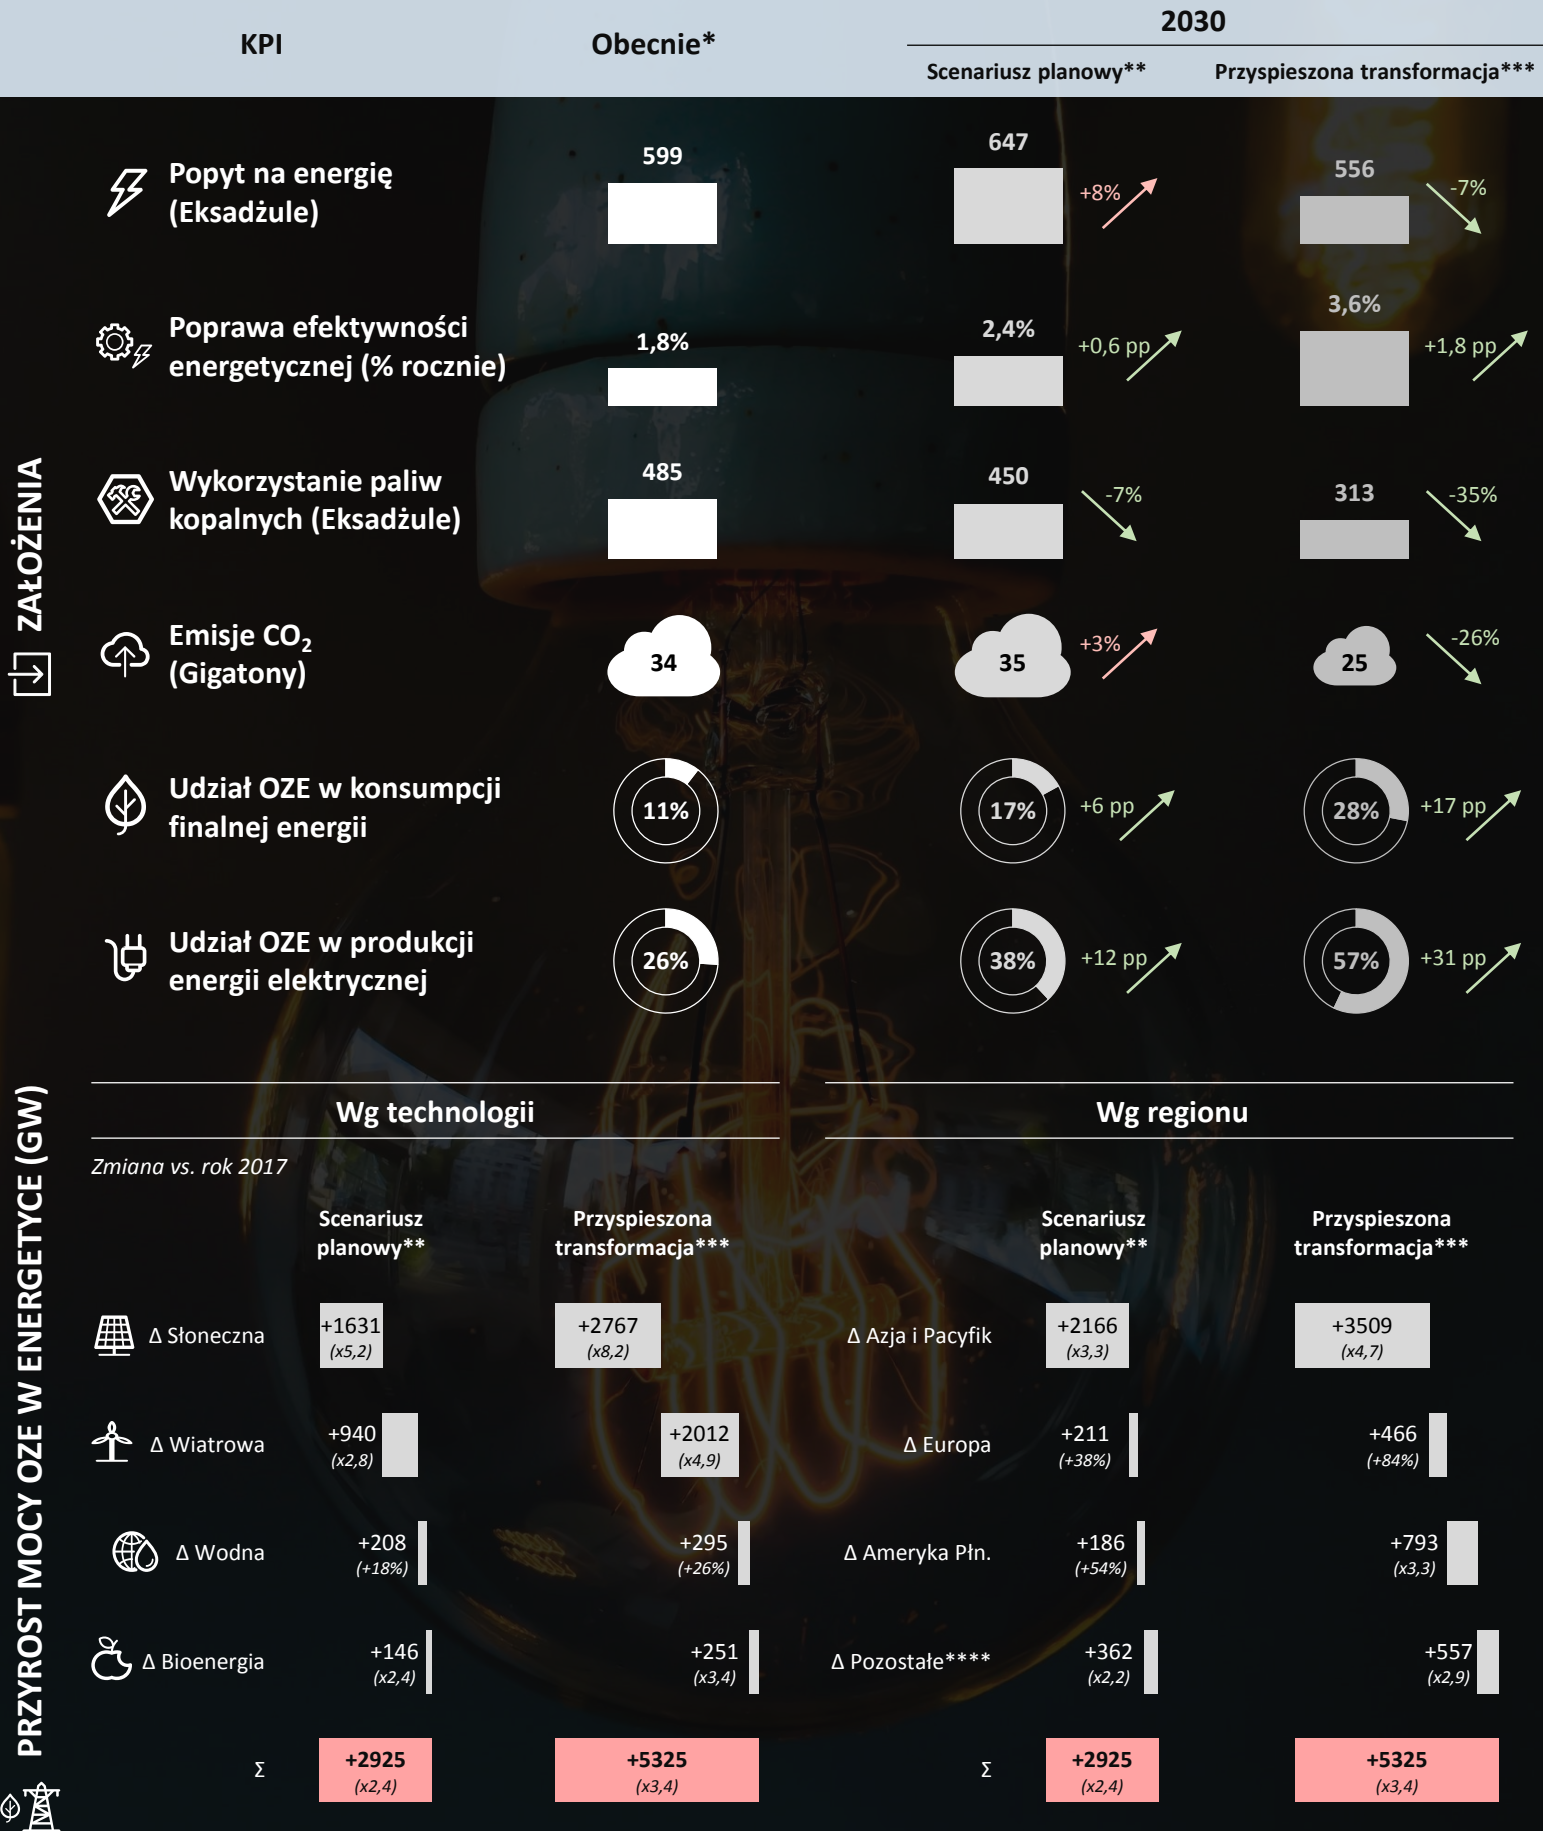 KPI
Obecnie*
2030
Scenariusz planowy**
Przyspieszona transformacja***
ZAŁOŻENIA
Popyt na energię
(Eksadżule)
599
647
+8%
556
-7%
Poprawa efektywności
energetycznej (% rocznie)
1,8%
2,4%
+0,6 pp
3,6%
+1,8 pp
Wykorzystanie paliw
kopalnych (Eksadżule)
485
450
-7%
313
-35%
Emisje CO₂
(Gigatony)
34
35
+3%
25
-26%
Udział OZE w konsumpcji
finalnej energii
11%
17%
+6 pp
28%
+17 pp
Udział OZE w produkcji
energii elektrycznej
26%
38%
+12 pp
57%
+31 pp
PRZYROST MOCY OZE W ENERGETYCE (GW)
Wg technologii
Zmiana vs. rok 2017
Scenariusz
planowy**
Przyspieszona
transformacja***
Δ Słoneczna
+1631
(x5,2)
+2767
(x8,2)
Δ Wiatrowa
+940
(x2,8)
+2012
(x4,9)
Δ Wodna
+208
(+18%)
+295
(+26%)
Δ Bioenergia
+146
(x2,4)
+251
(x3,4)
Σ
+2925
(x2,4)
+5325
(x3,4)
Wg regionu
Scenariusz
planowy**
Przyspieszona
transformacja***
Δ Azja i Pacyfik
+2166
(x3,3)
+3509
(x4,7)
Δ Europa
+211
(+38%)
+466
(+84%)
Δ Ameryka Płn.
+186
(+54%)
+793
(x3,3)
Δ Pozostałe****
+362
(x2,2)
+557
(x2,9)
Σ
+2925
(x2,4)
+5325
(x3,4)